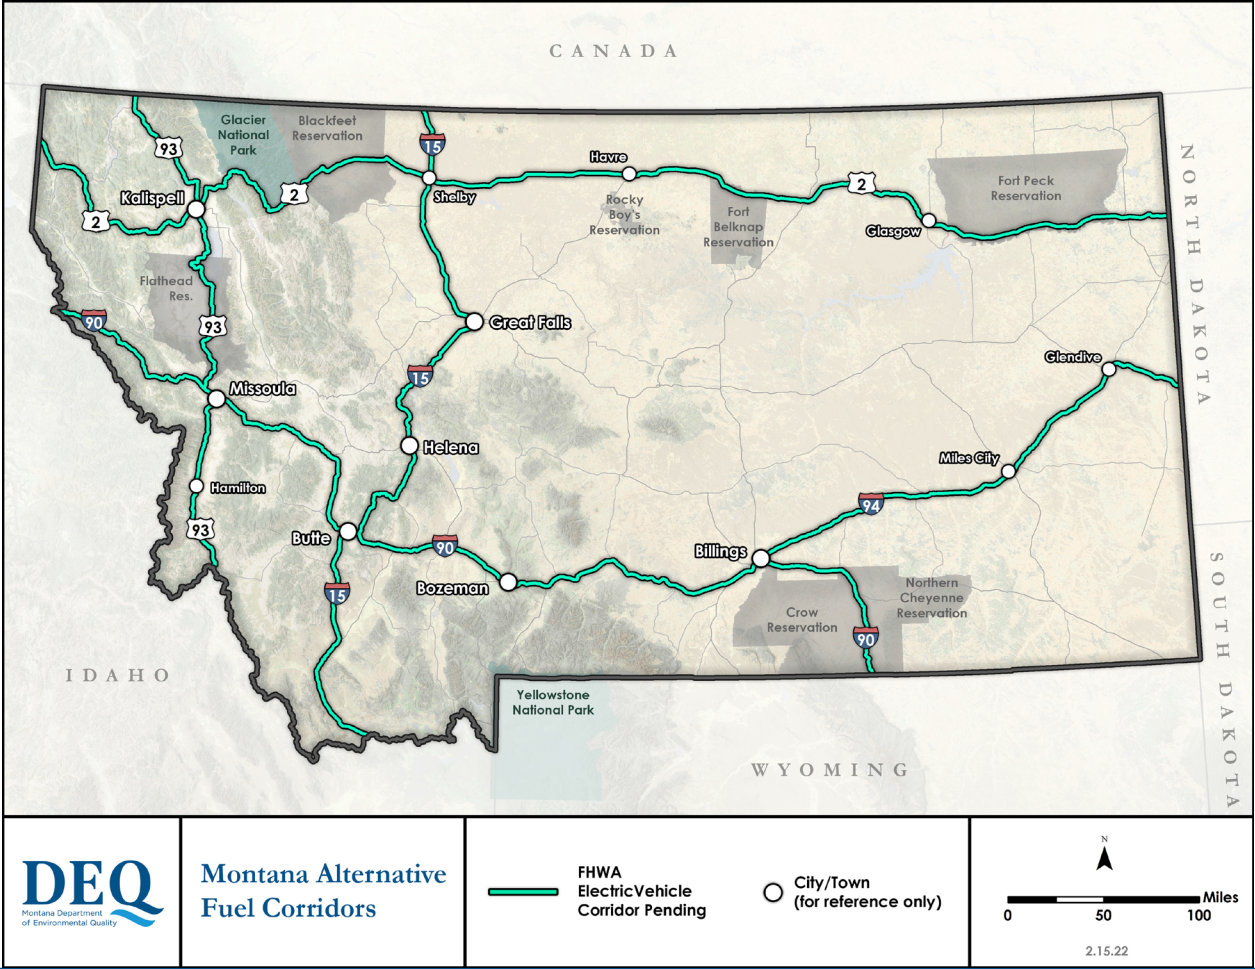 CANADA
Glacier
National
Park
Blackfeet
Reservation
93
15
Havre
2
Kalispell
2
Shelby
Rocky
Boy's
Reservation
Fort
Belknap
Reservation
2
Fort Peck
Reservation
Glasgow
NORTH DAKOTA
Flathead
Res.
90
93
Great Falls
15
Glendive
Missoula
Helena
Miles City
Hamilton
94
93
Butte
90
Billings
Bozeman
15
Crow
Reservation
Northern
Cheyenne
Reservation
90
SOUTH DAKOTA
IDAHO
Yellowstone
National Park
WYOMING
DEQ
Montana Department
of Environmental Quality
Montana Alternative
Fuel Corridors
FHWA
ElectricVehicle
Corridor Pending
City/Town
(for reference only)
N
Miles
0 50 100
2.15.22